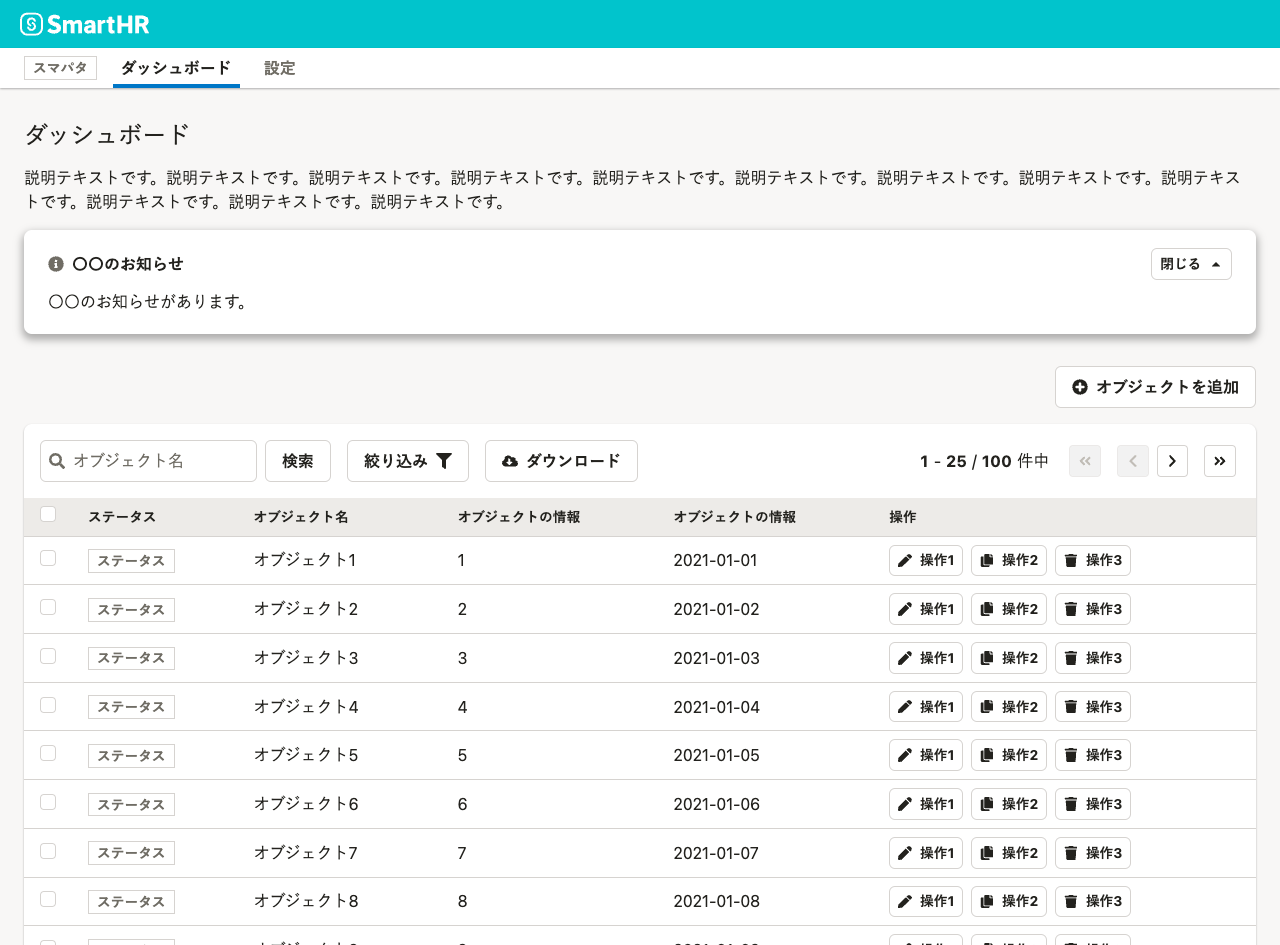 SmartHR
スマパタ ダッシュボード 設定
ダッシュボード
説明テキストです。説明テキストです。説明テキストです。説明テキストです。説明テキストです。説明テキストです。説明テキストです。説明テキストです。説明テキス
トです。説明テキストです。説明テキストです。説明テキストです。
〇〇のお知らせ 閉じる
〇〇のお知らせがあります。
オブジェクトを追加
オブジェクト名 検索 絞り込み ダウンロード 1 - 25 / 100 件中
ステータス オブジェクト名 オブジェクトの情報 オブジェクトの情報 操作
ステータス オブジェクト1 1 2021-01-01 操作1 操作2 操作3
ステータス オブジェクト2 2 2021-01-02 操作1 操作2 操作3
ステータス オブジェクト3 3 2021-01-03 操作1 操作2 操作3
ステータス オブジェクト4 4 2021-01-04 操作1 操作2 操作3
ステータス オブジェクト5 5 2021-01-05 操作1 操作2 操作3
ステータス オブジェクト6 6 2021-01-06 操作1 操作2 操作3
ステータス オブジェクト7 7 2021-01-07 操作1 操作2 操作3
ステータス オブジェクト8 8 2021-01-08 操作1 操作2 操作3